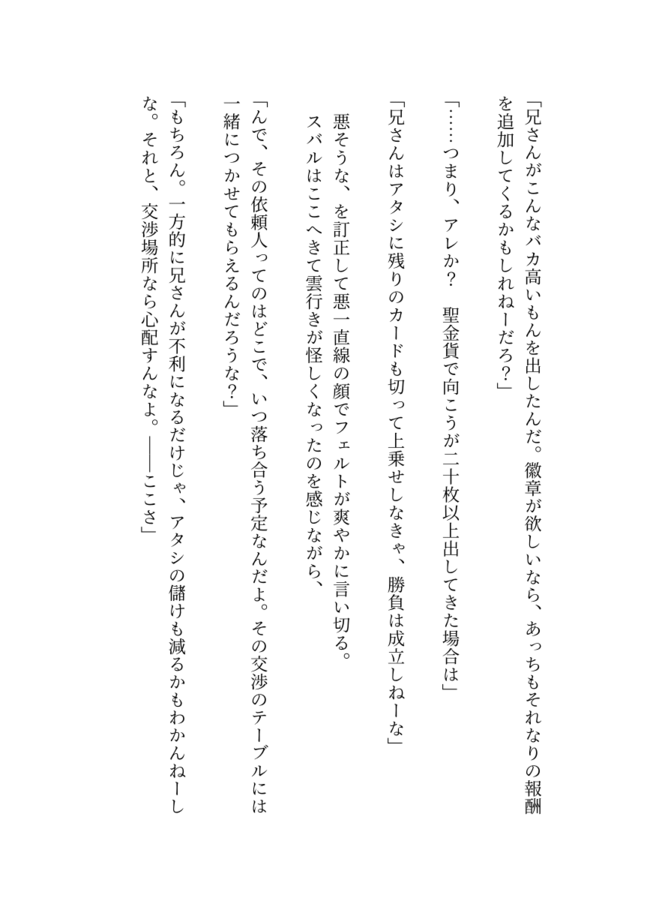 「兄さんがこんなバカ高いもんを出したんだ。徽章が欲しいなら、あっちもそれなりの報酬
を追加してくるかもしれねーだろ？」
「……つまり、アレか？　聖金貨で向こうが二十枚以上出してきた場合は」
「兄さんはアタシに残りのカードも切って上乗せしなきゃ、勝負は成立しねーな」
悪そうな、を訂正して悪一直線の顔でフェルトが爽やかに言い切る。
スバルはここへきて雲行きが怪しくなったのを感じながら、
「んで、その依頼人ってのはどこで、いつ落ち合う予定なんだよ。その交渉のテーブルには
一緒につかせてもらえるんだろうな？」
「もちろん。一方的に兄さんが不利になるだけじゃ、アタシの儲けも減るかもわかんねーし
な。それと、交渉場所なら心配すんなよ。――ここさ」